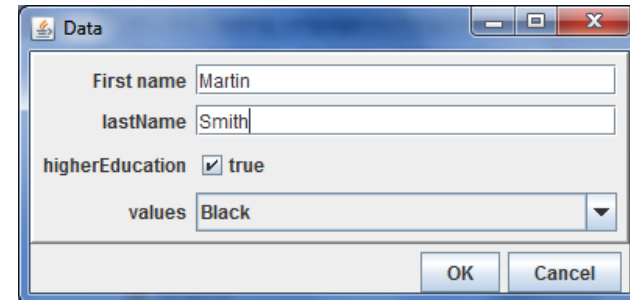 Data
First name Martin
lastName Smith
higherEducation true
values Black
OK Cancel